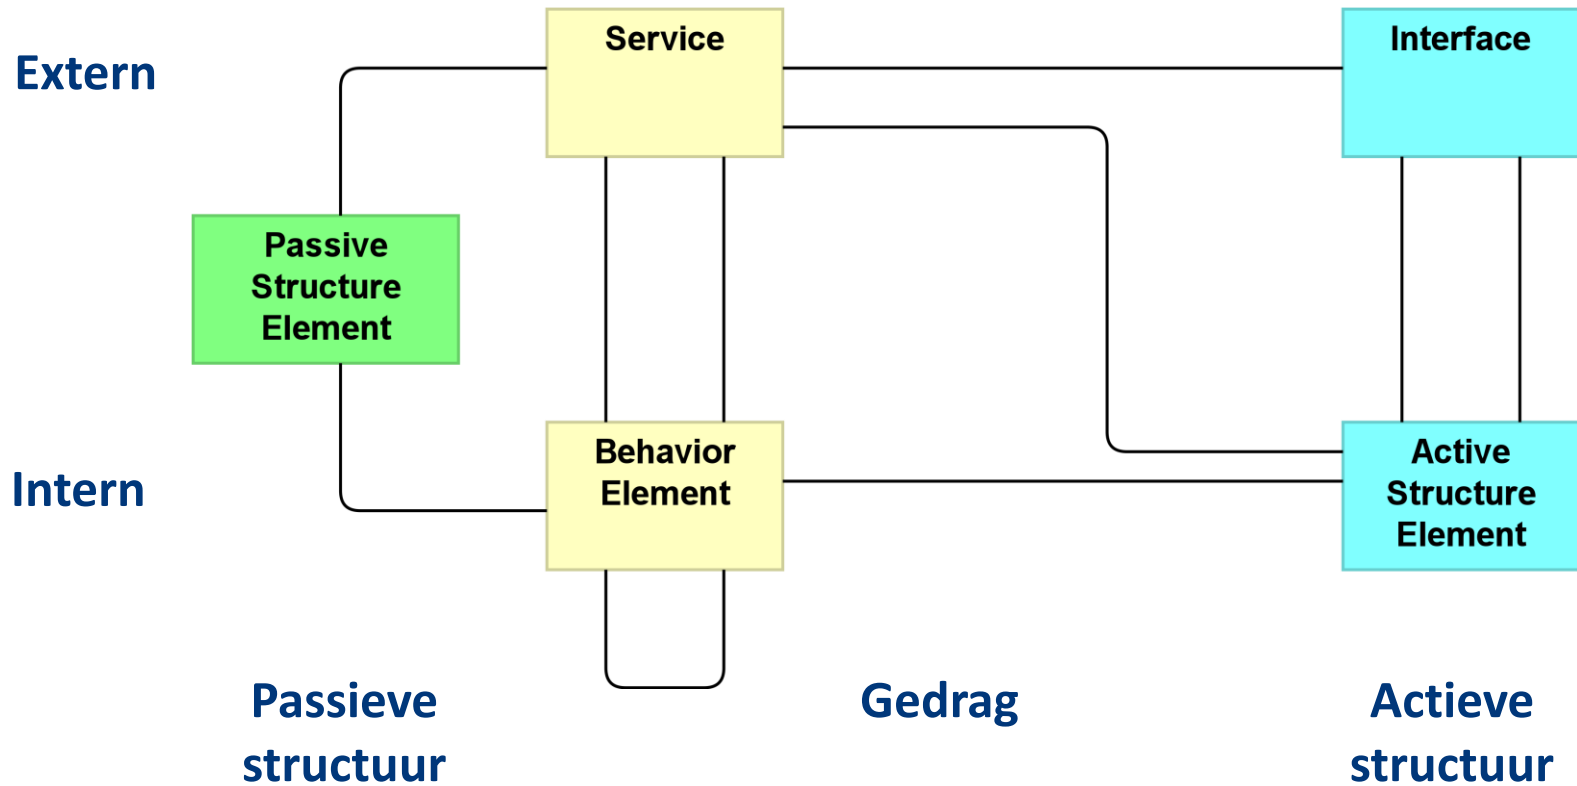 Service
Interface
Extern
Passive
Structure
Element
Behavior
Element
Active
Structure
Element
Intern
Passieve
structuur
Gedrag
Actieve
structuur